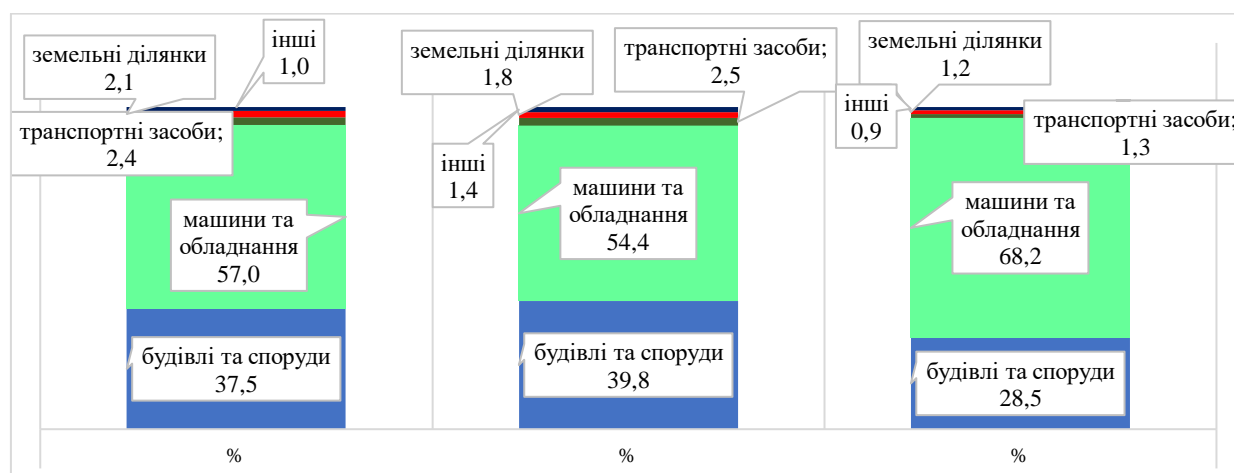 земельні ділянки
2,1
інші
1,0
транспортні засоби;
2,4
машини та
обладнання
57,0
будівлі та споруди
37,5
%
земельні ділянки
1,8
транспортні засоби;
2,5
інші
1,4
машини та
обладнання
54,4
будівлі та споруди
39,8
%
земельні ділянки
1,2
інші
0,9
транспортні засоби;
1,3
машини та
обладнання
68,2
будівлі та споруди
28,5
%